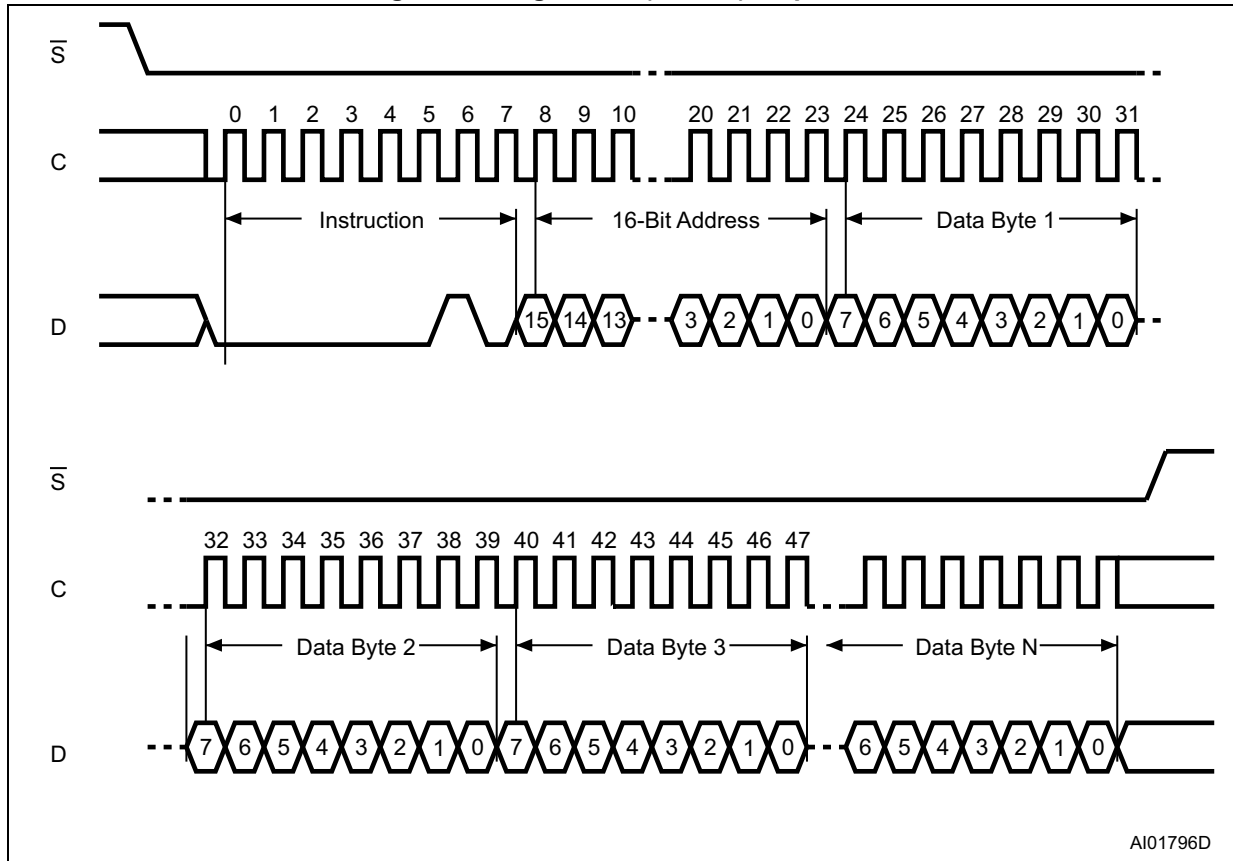 S
0 1 2 3 4 5 6 7 8 9 10 20 21 22 23 24 25 26 27 28 29 30 31
C
Instruction 16-Bit Address Data Byte 1
D 15 14 13 3 2 1 0 7 6 5 4 3 2 1 0
S
32 33 34 35 36 37 38 39 40 41 42 43 44 45 46 47
C
Data Byte 2 Data Byte 3 Data Byte N
D 7 6 5 4 3 2 1 0 7 6 5 4 3 2 1 0 6 5 4 3 2 1 0
AI01796D